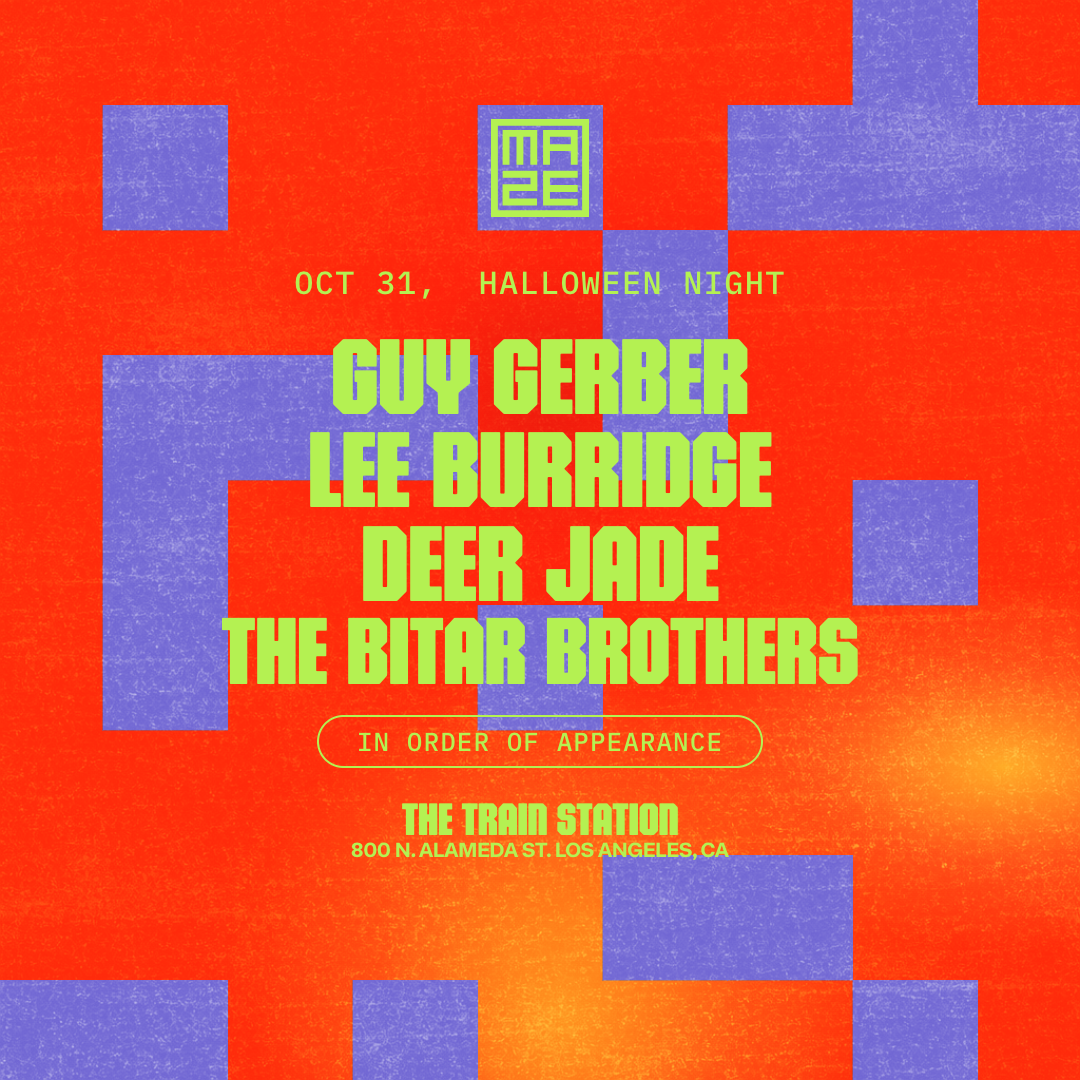 MA
ZE
OCT 31, HALLOWEEN NIGHT
GUY GERBER
LEE BURRIDGE
DEER JADE
THE BITAR BROTHERS
IN ORDER OF APPEARANCE
THE TRAIN STATION
800 N. ALAMEDA ST. LOS ANGELES, CA